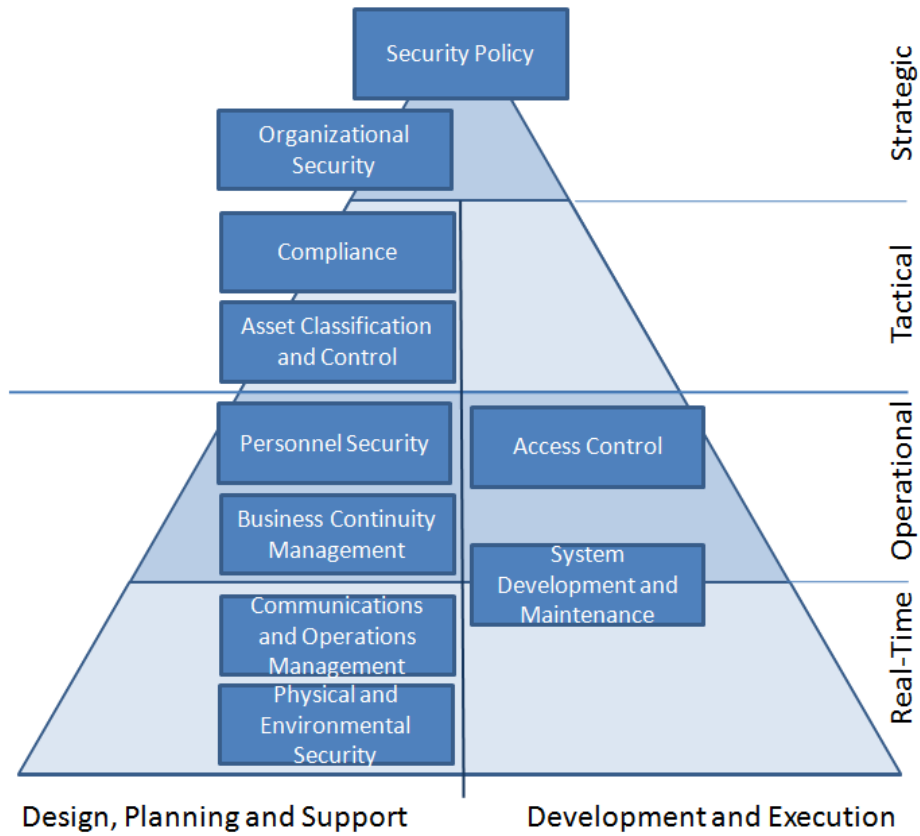 Security Policy
Strategic
Organizational
Security
Compliance
Tactical
Asset Classification
and Control
Personnel Security
Access Control
Operational
Business Continuity
Management
System
Development and
Maintenance
Communications
and Operations
Management
Real-Time
Physical and
Environmental
Security
Design, Planning and Support
Development and Execution